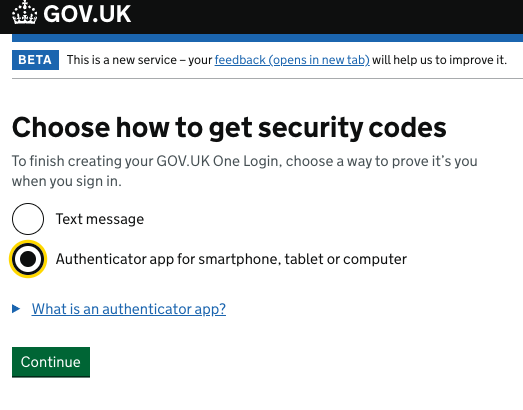 GOV.UK
BETA This is a new service – your feedback (opens in new tab) will help us to improve it.
Choose how to get security codes
To finish creating your GOV.UK One Login, choose a way to prove it’s you
when you sign in.
Text message
Authenticator app for smartphone, tablet or computer
What is an authenticator app?
Continue